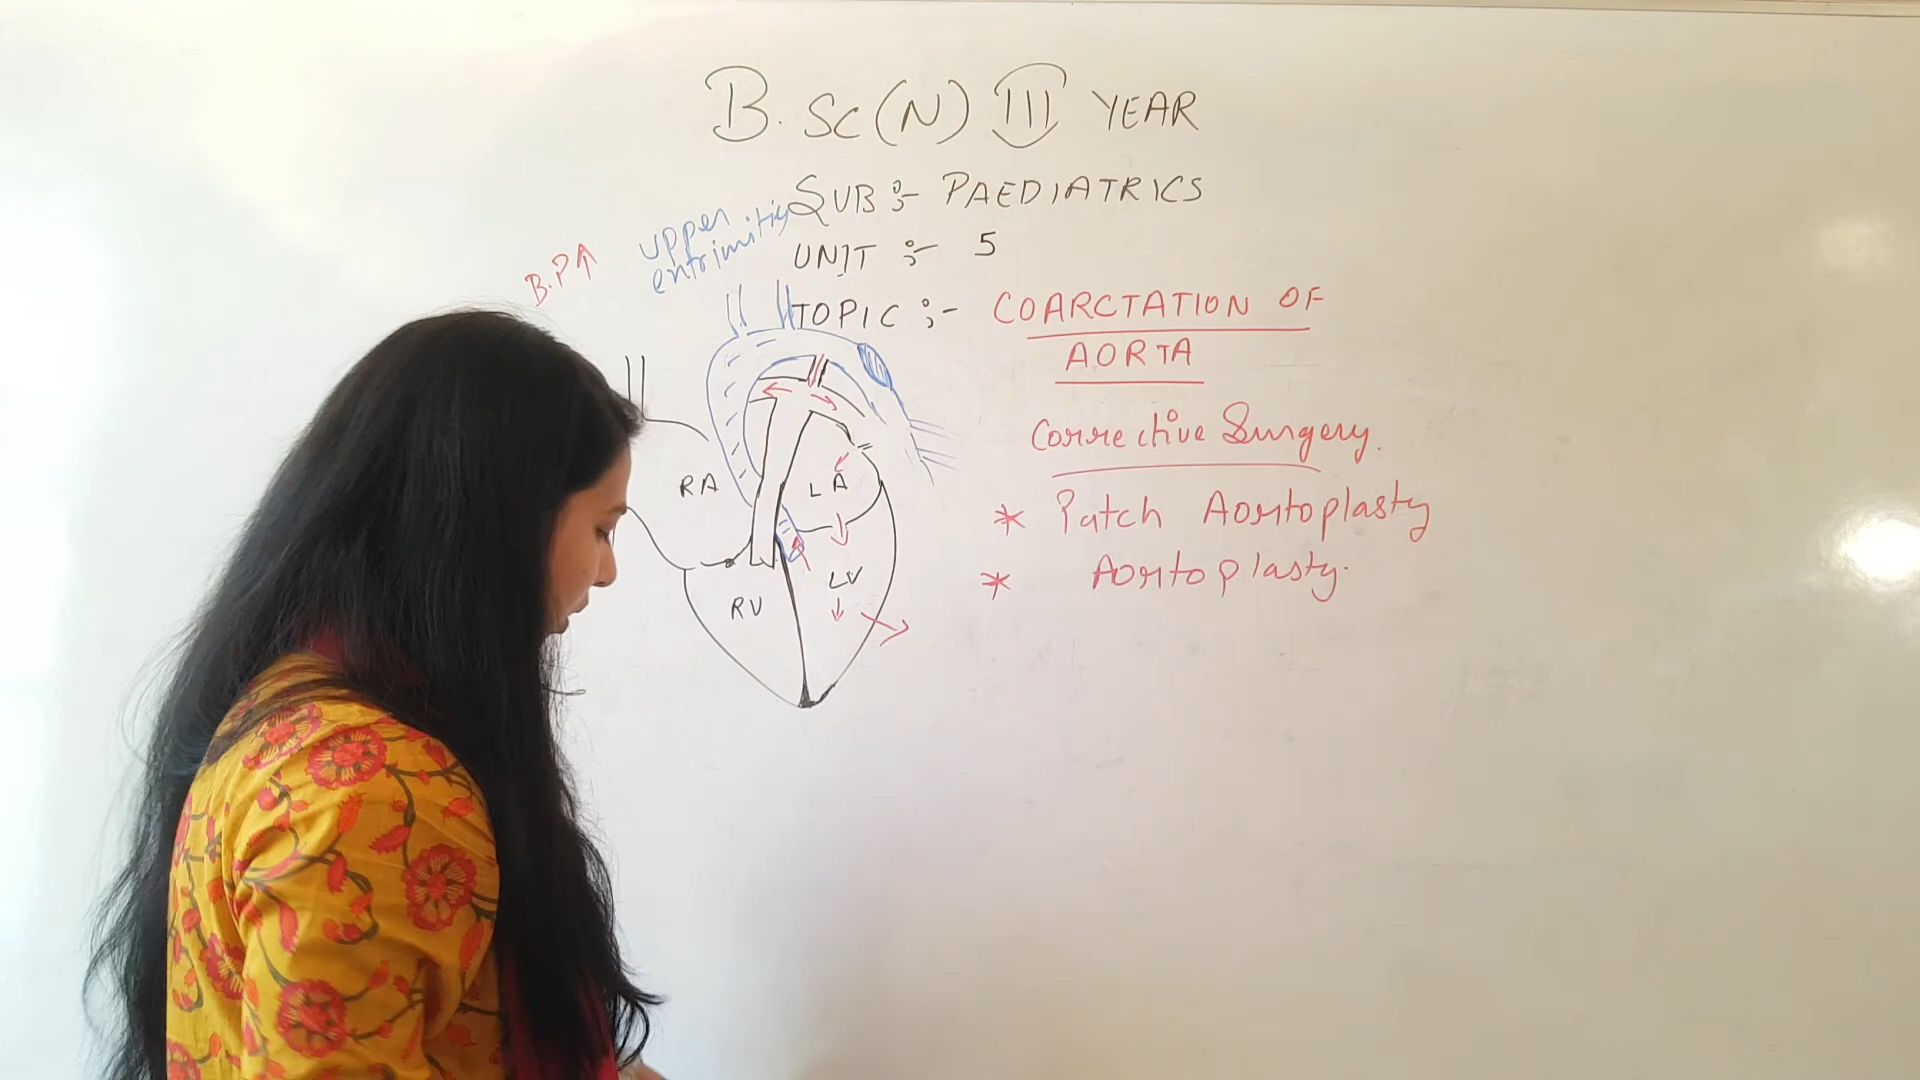 B. Sc (N) III YEAR
SUB :- PAEDIATRICS
UNIT :- 5
TOPIC :- COARCTATION OF
AORTA
Corrective Surgery.
* Patch Aortoplasty
* Aortoplasty.
B.P↑
upper
entrimities
RA
LA
RV
LV